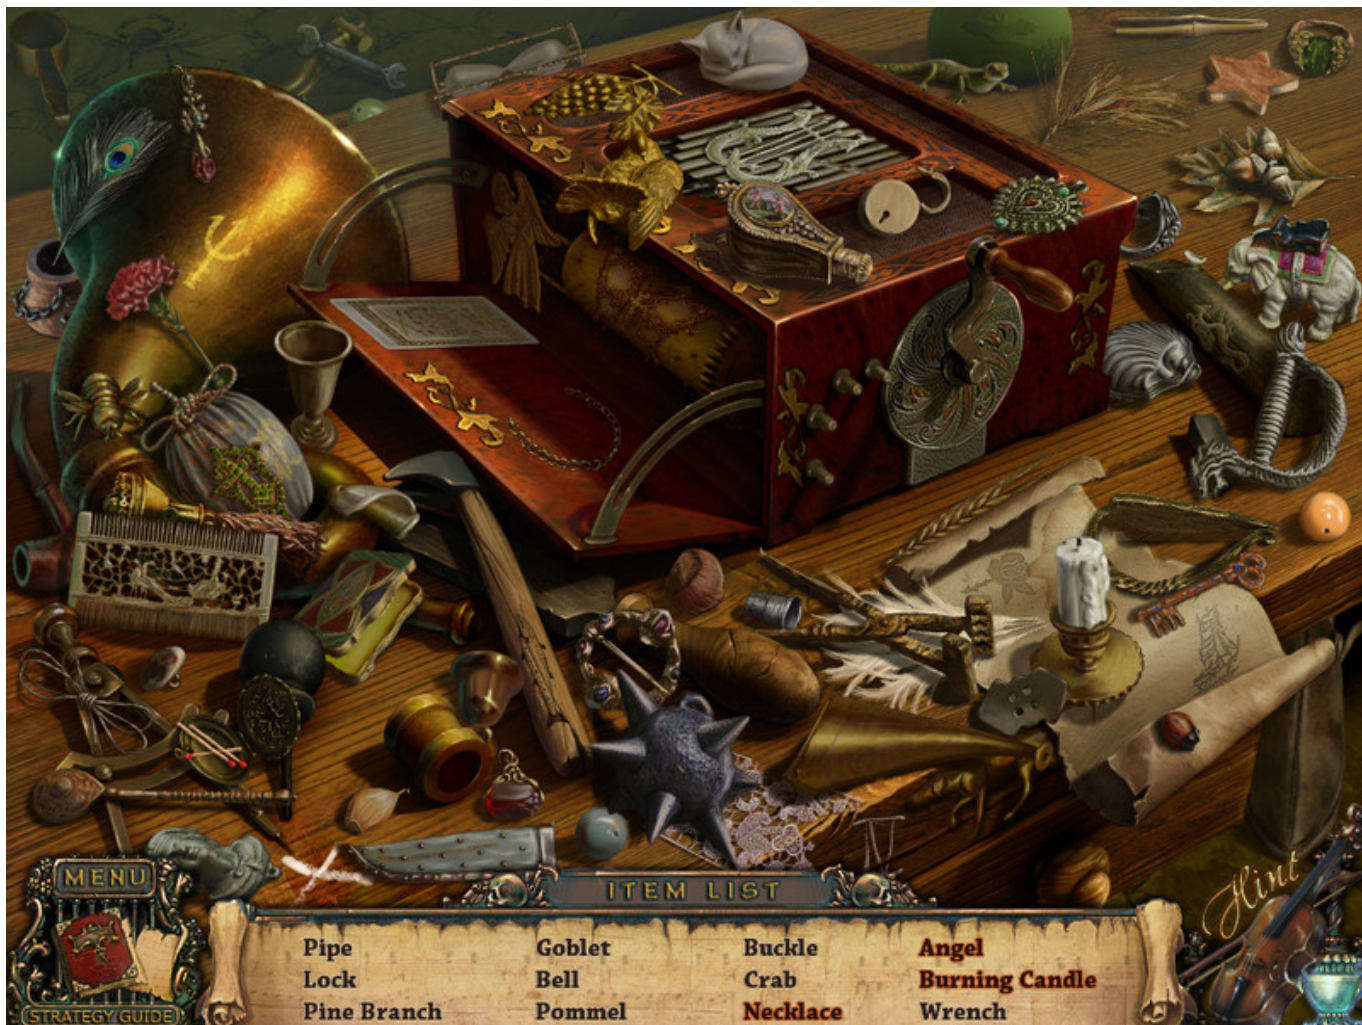 Hint
MENU
ITEM LIST
Pipe Goblet Buckle Angel
Lock Bell Crab Burning Candle
Pine Branch Pommel Necklace Wrench
STRATEGY GUIDE